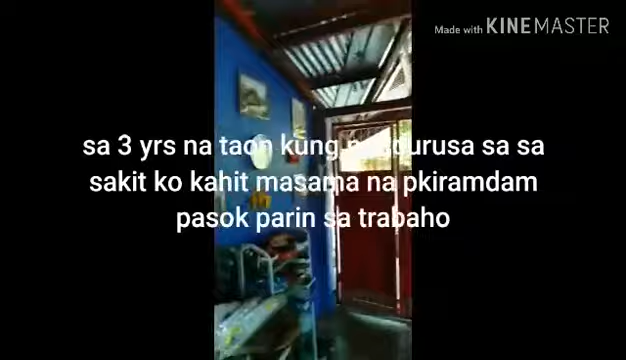 Made with KINEMASTER
sa 3 yrs na taon kung sa sa
sakit ko kahit masama na pkiramdam
pasok parin sa trabaho